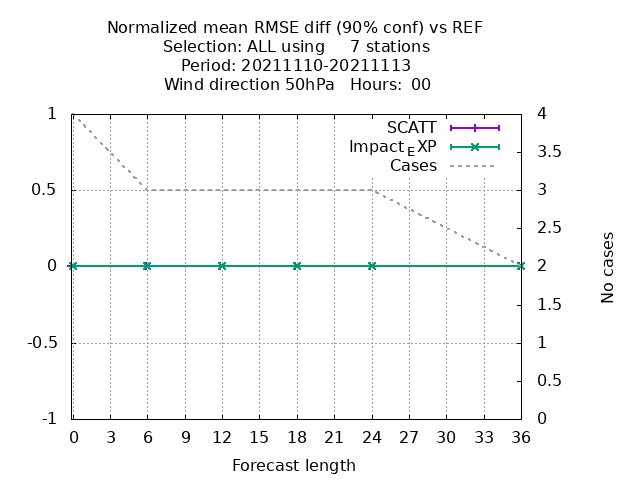 Normalized mean RMSE diff (90% conf) vs REF
Selection: ALL using     7 stations
Period: 20211110-20211113
Wind direction 50hPa   Hours: 00
SCATT
Impact_EXP
Cases
1
0.5
0
-0.5
-1
4
3.5
3
2.5
2
1.5
1
0.5
0
No cases
0 3 6 9 12 15 18 21 24 27 30 33 36
Forecast length